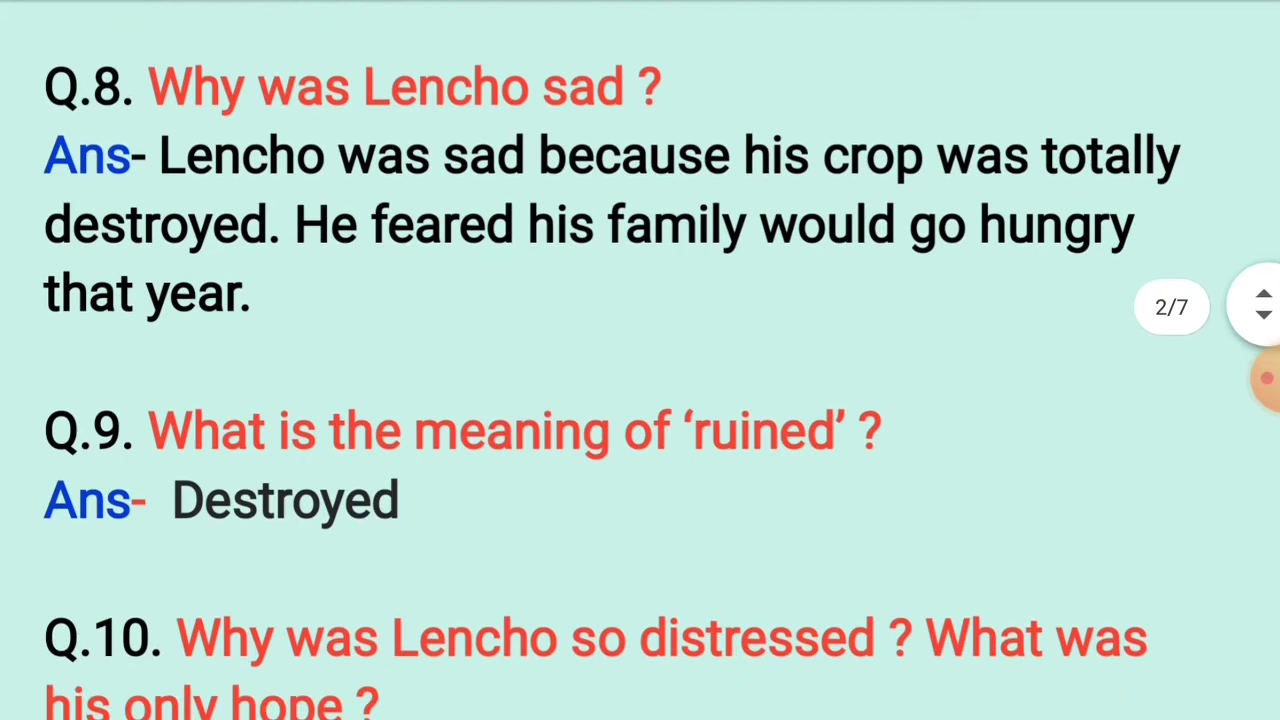 Q.8. Why was Lencho sad ?
Ans- Lencho was sad because his crop was totally
destroyed. He feared his family would go hungry
that year.
2/7
Q.9. What is the meaning of ‘ruined’ ?
Ans- Destroyed
Q.10. Why was Lencho so distressed ? What was
his only hope ?